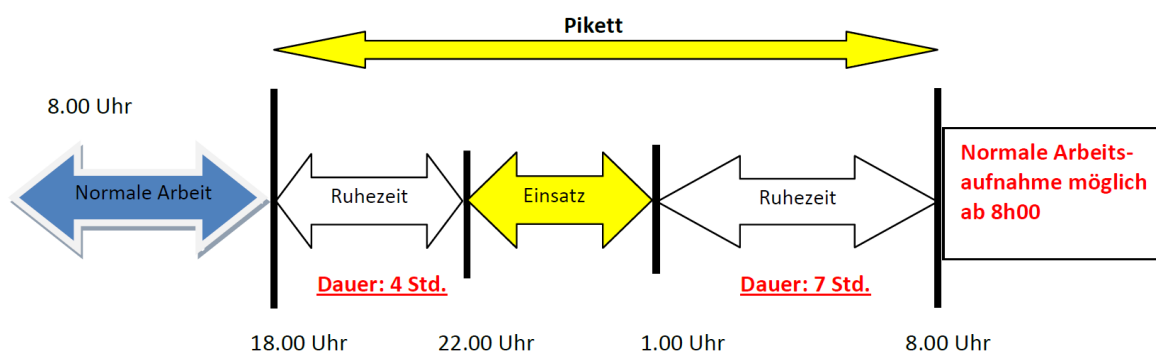 Pikett
8.00 Uhr
Normale Arbeit
Ruhezeit
Einsatz
Ruhezeit
Normale Arbeits-
aufnahme möglich
ab 8h00
Dauer: 4 Std.
Dauer: 7 Std.
18.00 Uhr
22.00 Uhr
1.00 Uhr
8.00 Uhr